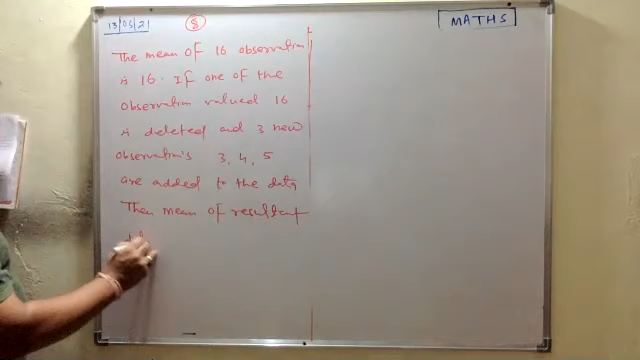 13/05/21
8
MATHS
The mean of 16 observation
is 16. If one of the
observation valued 16
is deleted and 3 new
observation's 3, 4, 5
are added to the data,
Then mean of resultant